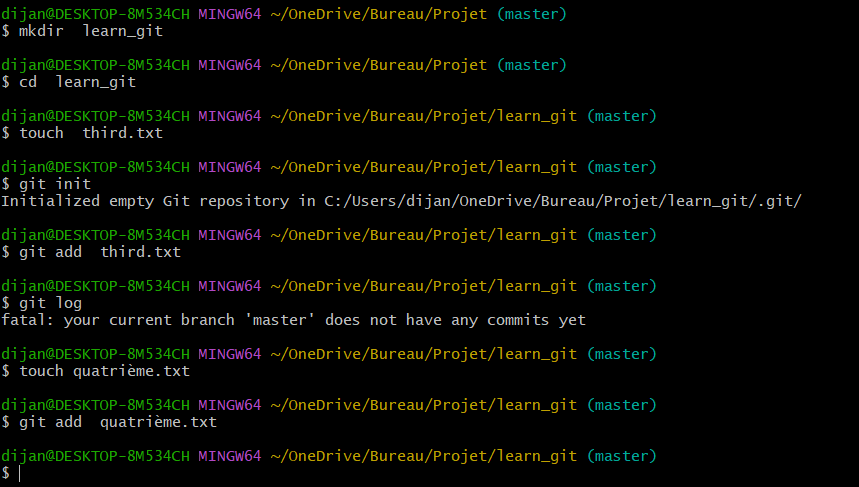 dijan@DESKTOP-8M534CH MINGW64 ~/OneDrive/Bureau/Projet (master)
$ mkdir  learn_git
dijan@DESKTOP-8M534CH MINGW64 ~/OneDrive/Bureau/Projet (master)
$ cd  learn_git
dijan@DESKTOP-8M534CH MINGW64 ~/OneDrive/Bureau/Projet/learn_git (master)
$ touch  third.txt
dijan@DESKTOP-8M534CH MINGW64 ~/OneDrive/Bureau/Projet/learn_git (master)
$ git init
Initialized empty Git repository in C:/Users/dijan/OneDrive/Bureau/Projet/learn_git/.git/
dijan@DESKTOP-8M534CH MINGW64 ~/OneDrive/Bureau/Projet/learn_git (master)
$ git add  third.txt
dijan@DESKTOP-8M534CH MINGW64 ~/OneDrive/Bureau/Projet/learn_git (master)
$ git log
fatal: your current branch 'master' does not have any commits yet
dijan@DESKTOP-8M534CH MINGW64 ~/OneDrive/Bureau/Projet/learn_git (master)
$ touch quatrième.txt
dijan@DESKTOP-8M534CH MINGW64 ~/OneDrive/Bureau/Projet/learn_git (master)
$ git add  quatrième.txt
dijan@DESKTOP-8M534CH MINGW64 ~/OneDrive/Bureau/Projet/learn_git (master)
$